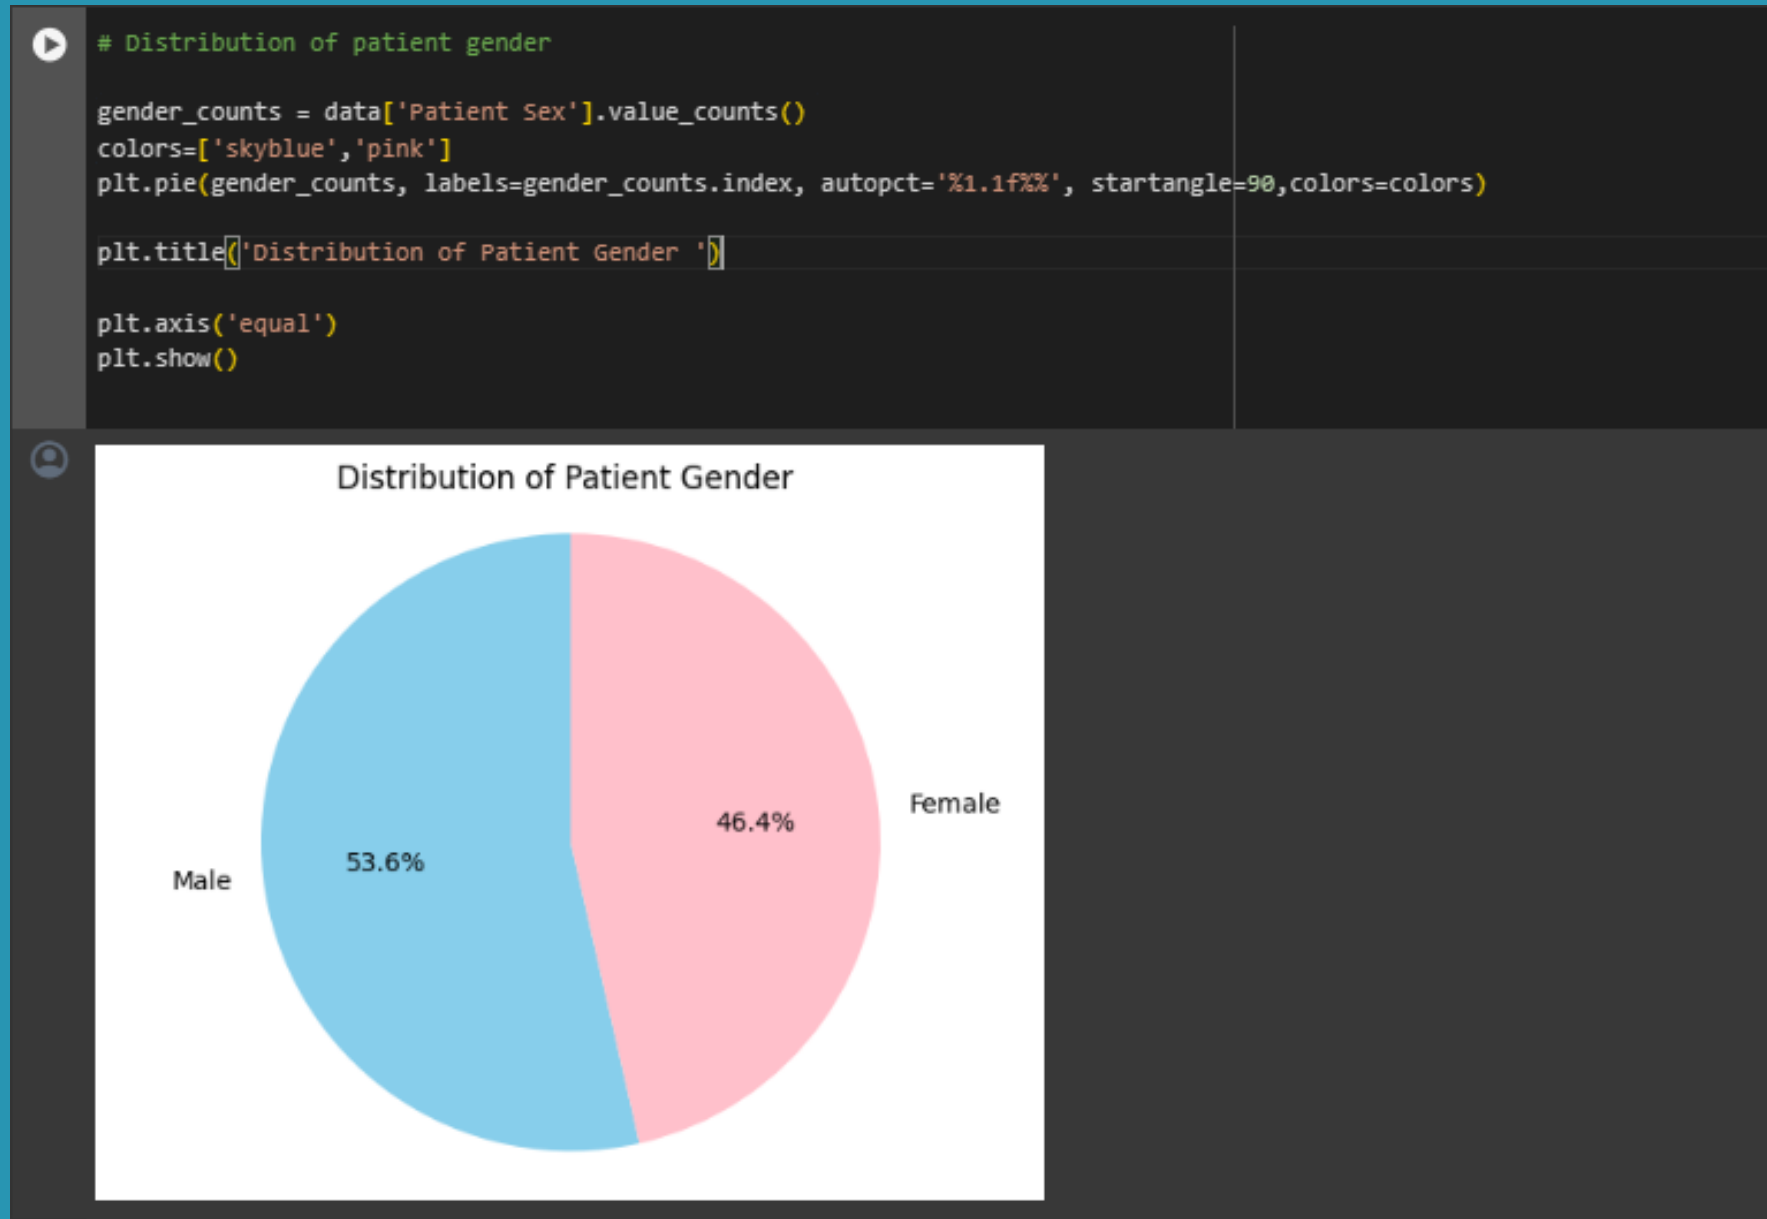 # Distribution of patient gender
gender_counts = data['Patient Sex'].value_counts()
colors=['skyblue','pink']
plt.pie(gender_counts, labels=gender_counts.index, autopct='%1.1f%%', startangle=90,colors=colors)
plt.title('Distribution of Patient Gender ')
plt.axis('equal')
plt.show()
Distribution of Patient Gender
Female
46.4%
53.6%
Male